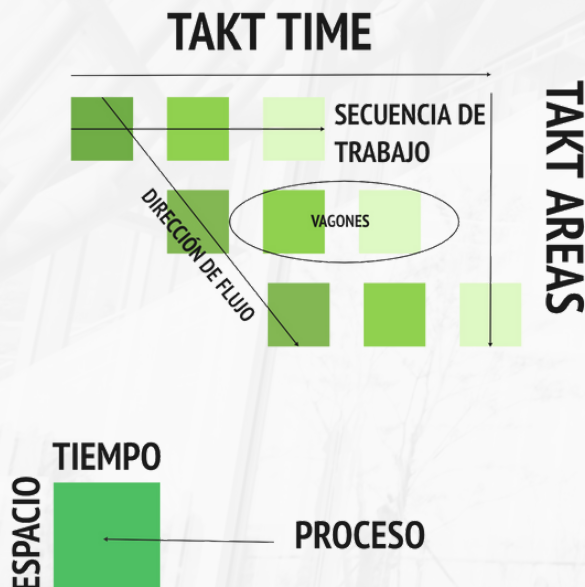 TAKT TIME
SECUENCIA DE
TRABAJO
TAKT AREAS
VAGONES
DIRECCIÓN DE FLUJO
TIEMPO
ESPACIO
PROCESO